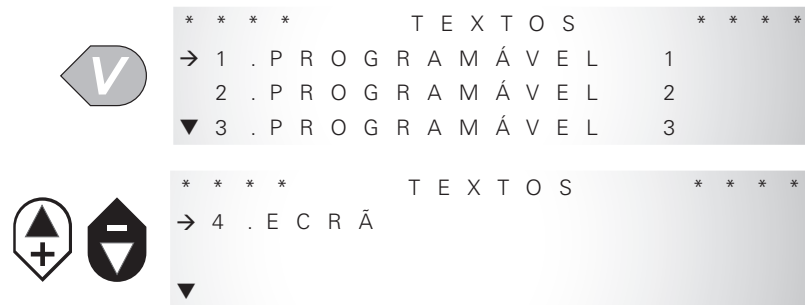 * * * * TEXTOS * * * *
V
→ 1.PROGRAMÁVEL 1
2.PROGRAMÁVEL 2
▼ 3.PROGRAMÁVEL 3
* * * * TEXTOS * * * *
+ -
→ 4.ECRÃ
▼